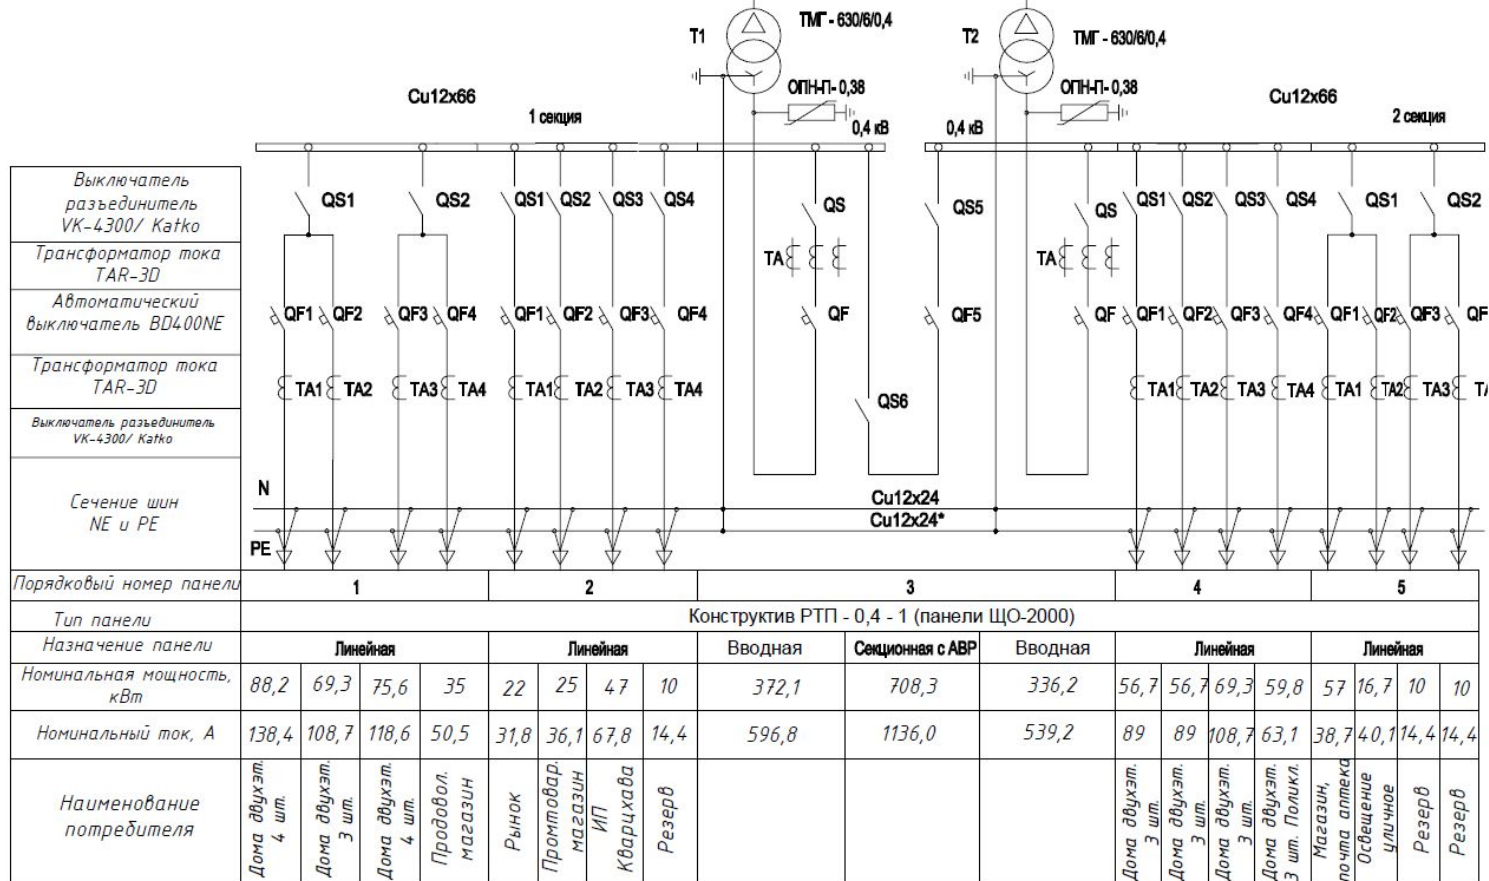 T1
ТМГ - 630/6/0,4
T2
ТМГ - 630/6/0,4
ОПН-П- 0,38
ОПН-П- 0,38
Cu12x66
1 секция
0,4 кВ
0,4 кВ
Cu12x66
2 секция
Выключатель
разъединитель
VK-4300/ Katko
QS1
QS2
QS1
QS2
QS3
QS4
QS
QS5
QS
QS1
QS2
QS3
QS4
QS1
QS2
Трансформатор тока
TAR-3D
TA
TA
Автоматический
выключатель BD400NE
QF1
QF2
QF3
QF4
QF1
QF2
QF3
QF4
QF
QF5
QF
QF1
QF2
QF3
QF4
QF1
QF2
QF3
QF
Трансформатор тока
TAR-3D
TA1
TA2
TA3
TA4
TA1
TA2
TA3
TA4
TA1
TA2
TA3
TA4
TA1
TA2
TA3
Выключатель разъединитель
VK-4300/ Katko
QS6
Сечение шин
NE и PE
N
Cu12x24
Cu12x24*
PE
Порядковый номер панели 1 2 3 4 5
Тип панели Конструктив РТП - 0,4 - 1 (панели ЩО-2000)
Назначение панели Линейная Линейная Вводная Секционная с АВР Вводная Линейная Линейная
Номинальная мощность,
кВт
88,2 69,3 75,6 35 22 25 47 10 372,1 708,3 336,2 56,7 56,7 69,3 59,8 57 16,7 10 10
Номинальный ток, А 138,4 108,7 118,6 50,5 31,8 36,1 67,8 14,4 596,8 1136,0 539,2 89 89 108,7 63,1 38,7 40,1 14,4 14,4
Наименование
потребителя
Дома двухэт.
4 шт.
Дома двухэт.
3 шт.
Дома двухэт.
4 шт.
Продовол.
магазин
Рынок
Промтовар.
магазин
ИП
Кварцхава
Резерв
Дома двухэт.
3 шт.
Дома двухэт.
3 шт.
Дома двухэт.
3 шт.
Дома двухэт.
3 шт. Поликл.
Магазин,
почта аптека
Освещение
уличное
Резерв
Резерв